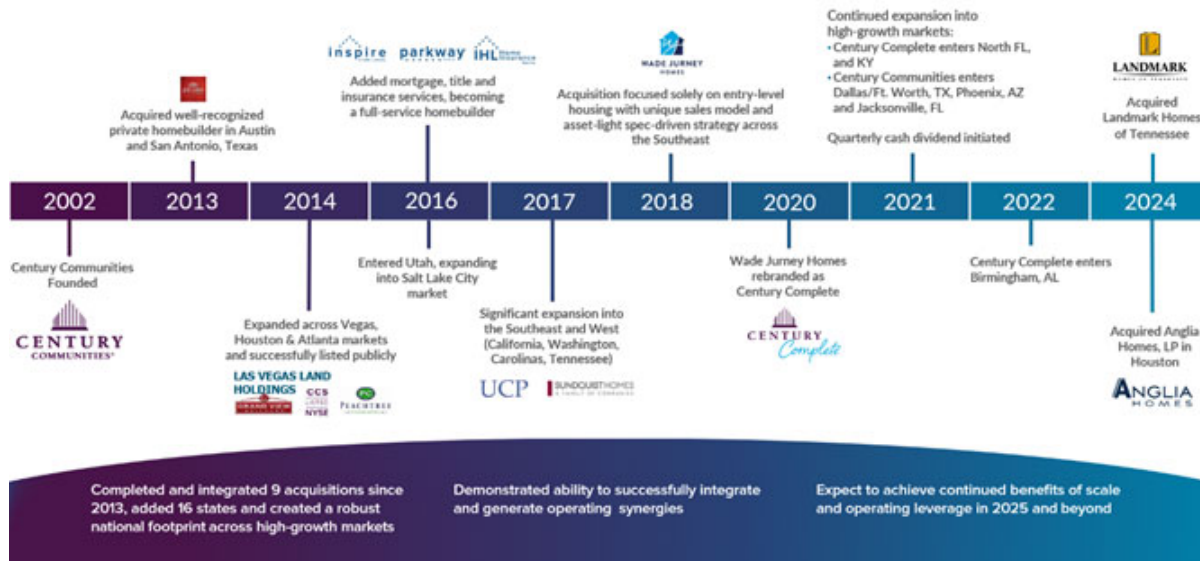 inspire
parkway
iHL Home Insurance
Added mortgage, title and
insurance services, becoming
a full-service homebuilder
WADE JURNEY
HOMES
Acquisition focused solely on entry-level
housing with unique sales model and
asset-light spec-driven strategy across
the Southeast
Continued expansion into
high-growth markets:
• Century Complete enters North FL,
and KY
• Century Communities enters
Dallas/Ft. Worth, TX, Phoenix, AZ
and Jacksonville, FL
Quarterly cash dividend initiated
LANDMARK
Acquired
Landmark Homes
of Tennessee
Acquired well-recognized
private homebuilder in Austin
and San Antonio, Texas
2002
2013
2014
2016
2017
2018
2020
2021
2022
2024
Century Communities
Founded
CENTURY
COMMUNITIES®
Expanded across Vegas,
Houston & Atlanta markets
and successfully listed publicly
LAS VEGAS LAND
HOLDINGS
GRAND VIEW
CCS
LISTED
NYSE
PEACHTREE
Entered Utah, expanding
into Salt Lake City
market
Significant expansion into
the Southeast and West
(California, Washington,
Carolinas, Tennessee)
UCP
SUNDQUIST HOMES
A FAMILY OF COMPANIES
Wade Jurney Homes
rebranded as
Century Complete
CENTURY
Complete
Century Complete enters
Birmingham, AL
Acquired Anglia
Homes, LP in
Houston
ANGLIA
HOMES
Completed and integrated 9 acquisitions since
2013, added 16 states and created a robust
national footprint across high-growth markets
Demonstrated ability to successfully integrate
and generate operating synergies
Expect to achieve continued benefits of scale
and operating leverage in 2025 and beyond